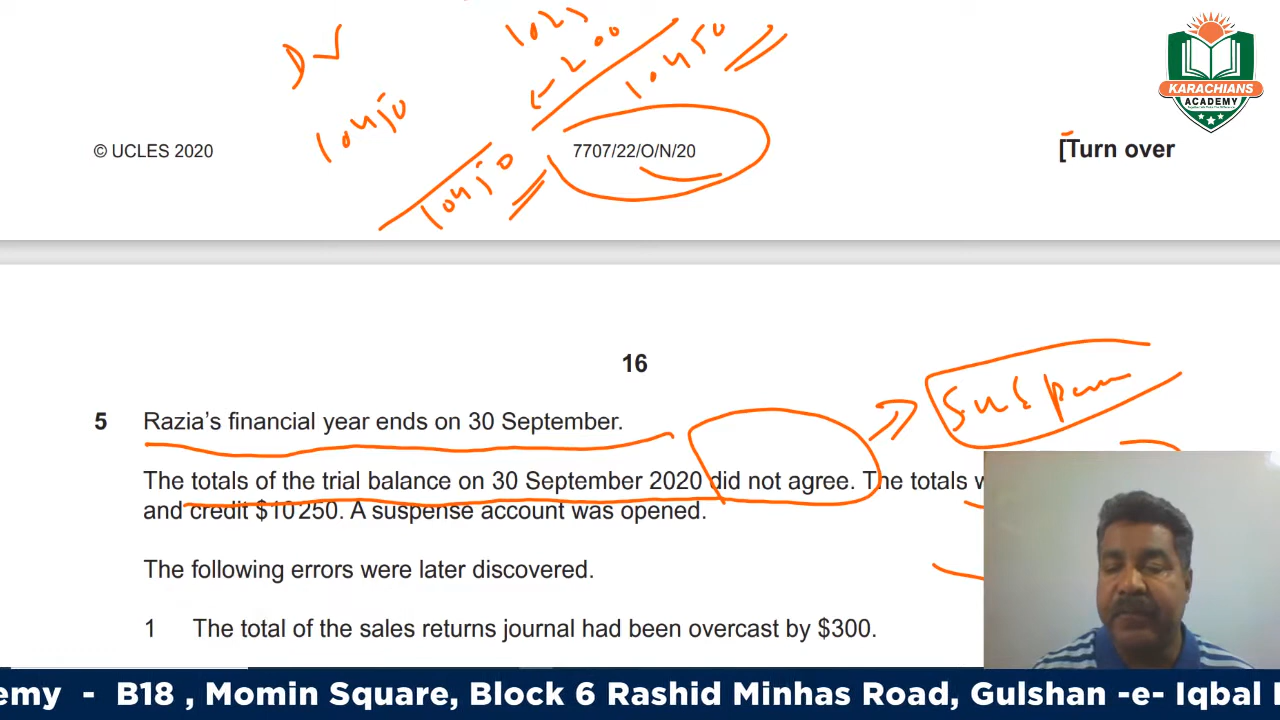 1025
200
10450
10450
10450
KARACHIANS
ACADEMY
© UCLES 2020
7707/22/O/N/20
[Turn over
16
5 Razia's financial year ends on 30 September.
The totals of the trial balance on 30 September 2020 did not agree. The totals w
and credit $10250. A suspense account was opened.
The following errors were later discovered.
1 The total of the sales returns journal had been overcast by $300.
emy - B18 , Momin Square, Block 6 Rashid Minhas Road, Gulshan -e- Iqbal